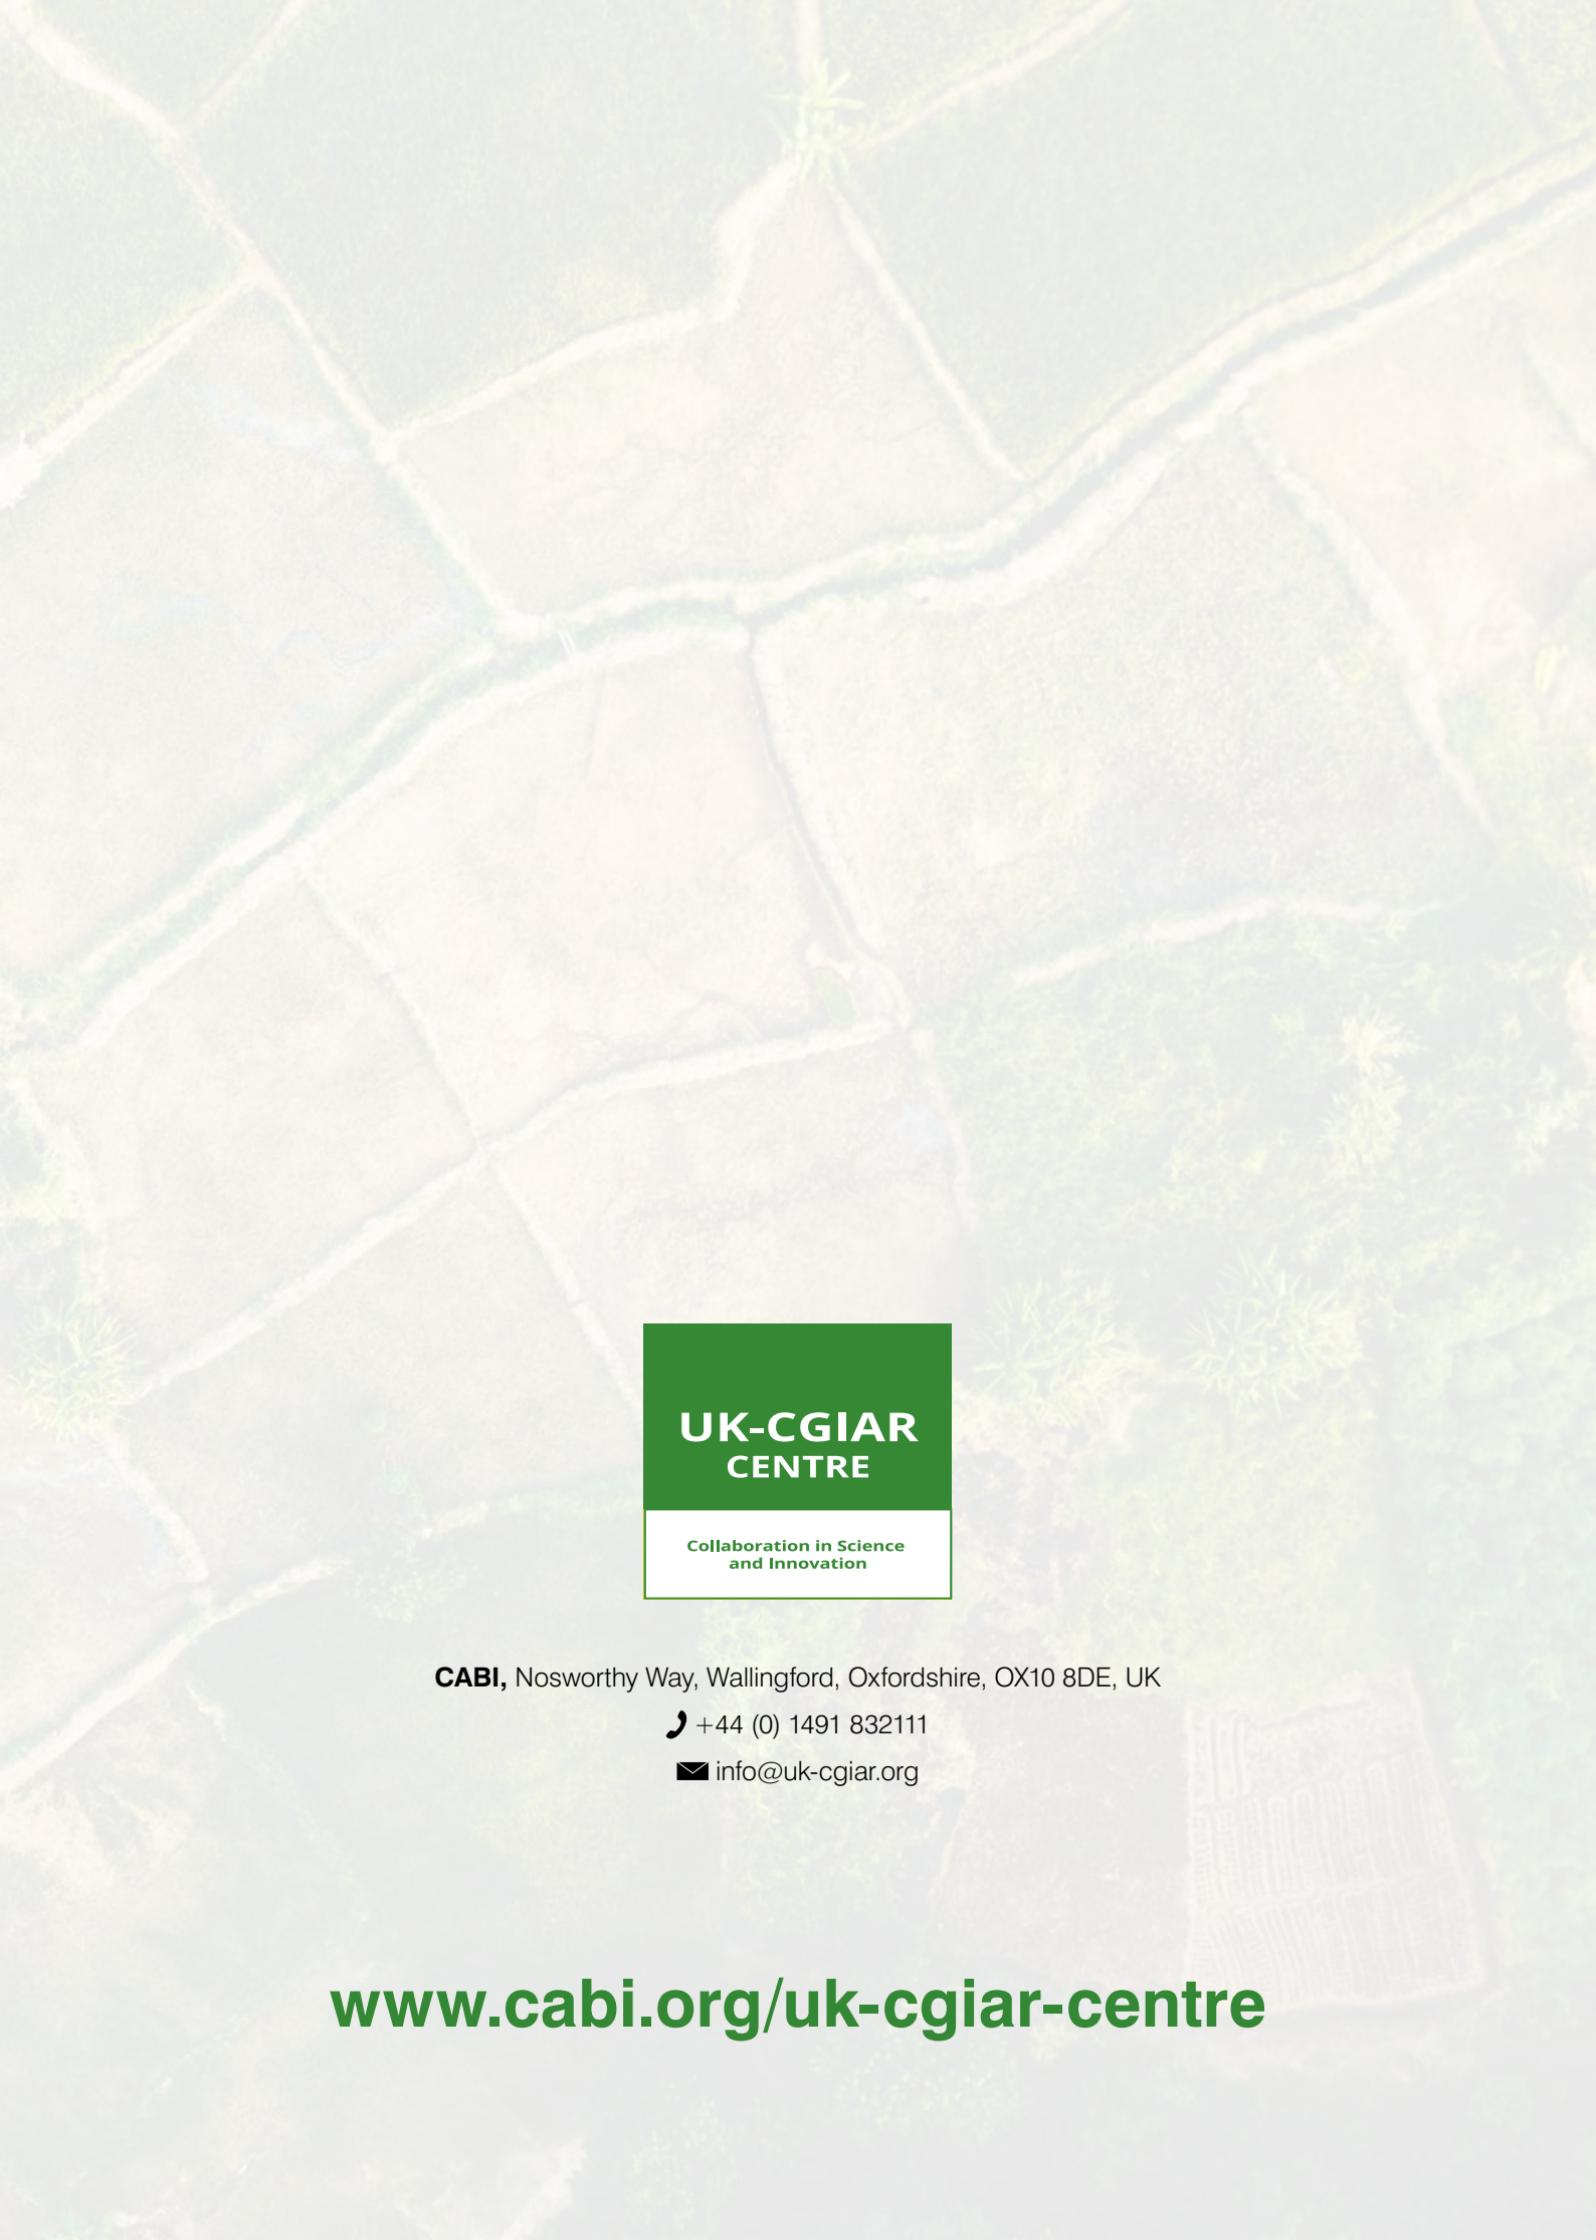 UK-CGIAR
CENTRE
Collaboration in Science
and Innovation
CABI, Nosworthy Way, Wallingford, Oxfordshire, OX10 8DE, UK
+44 (0) 1491 832111
info@uk-cgiar.org
www.cabi.org/uk-cgiar-centre